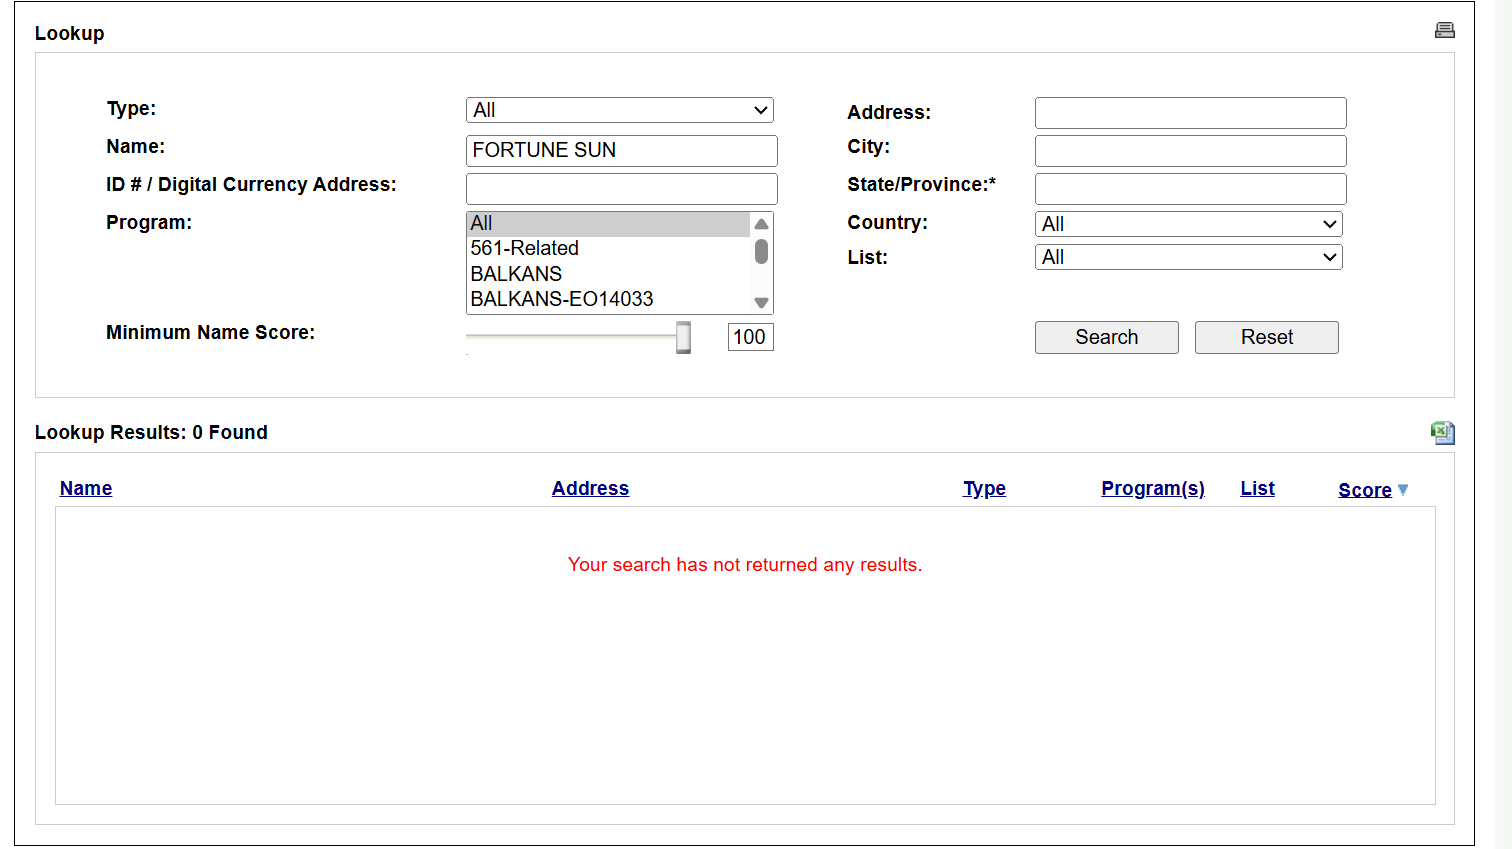 Lookup
Type: All
Name: FORTUNE SUN
ID # / Digital Currency Address:
Program: All
561-Related
BALKANS
BALKANS-EO14033
Minimum Name Score: 100
Address:
City:
State/Province:*
Country: All
List: All
Search Reset
Lookup Results: 0 Found
Name Address Type Program(s) List Score
Your search has not returned any results.